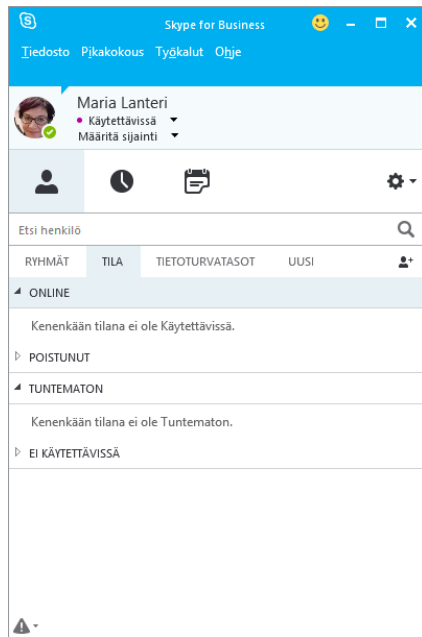 Skype for Business
Tiedosto Pikakokous Työkalut Ohje
Maria Lanteri
Käytettävissä
Määritä sijainti
Etsi henkilö
RYHMÄT TILA TIETOTURVATASOT UUSI
ONLINE
Kenenkään tilana ei ole Käytettävissä.
POISTUNUT
TUNTEMATON
Kenenkään tilana ei ole Tuntematon.
EI KÄYTETTÄVISSÄ